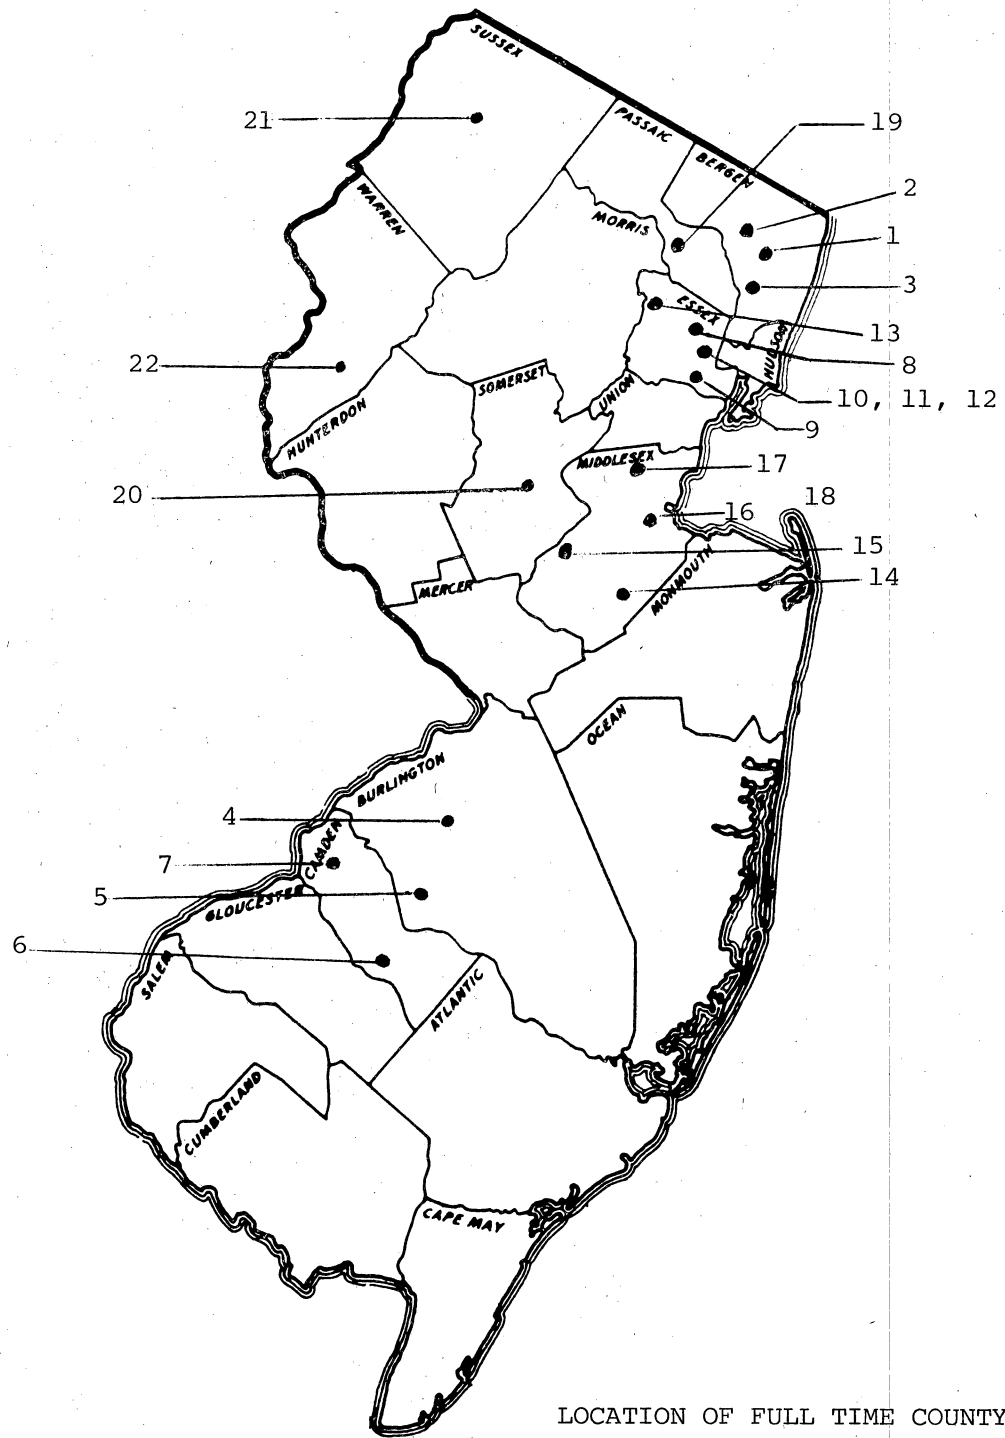 SUSSEX
21
PASSAIC
19
BERGEN
2
WARREN
MORRIS
1
3
ESSEX
13
HUDSON
8
22
SOMERSET
UNION
10, 11, 12
HUNTERDON
9
MIDDLESEX
17
20
18
16
15
MONMOUTH
14
MERCER
OCEAN
BURLINGTON
4
CAMDEN
7
5
GLOUCESTER
6
SALEM
ATLANTIC
CUMBERLAND
CAPE MAY
LOCATION OF FULL TIME COUNTY